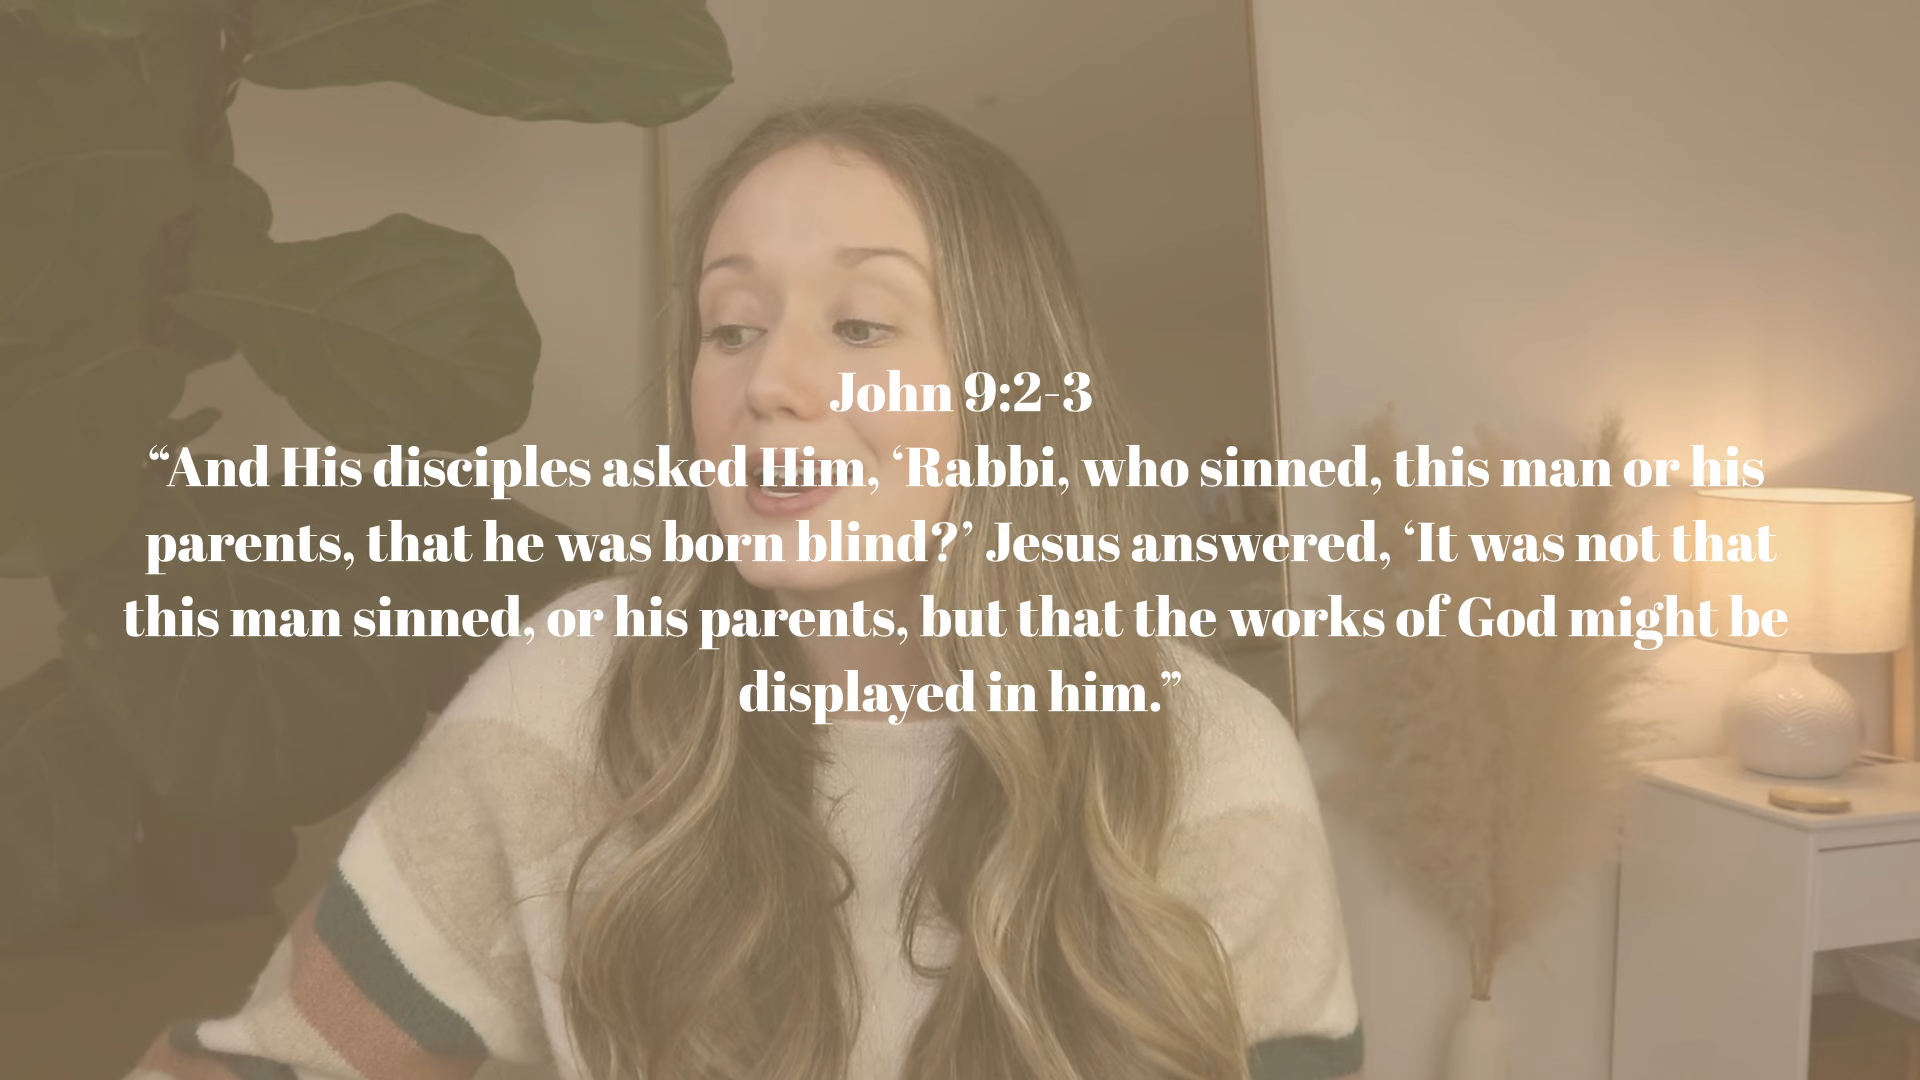 John 9:2-3
“And His disciples asked Him, ‘Rabbi, who sinned, this man or his
parents, that he was born blind?’ Jesus answered, ‘It was not that
this man sinned, or his parents, but that the works of God might be
displayed in him.”